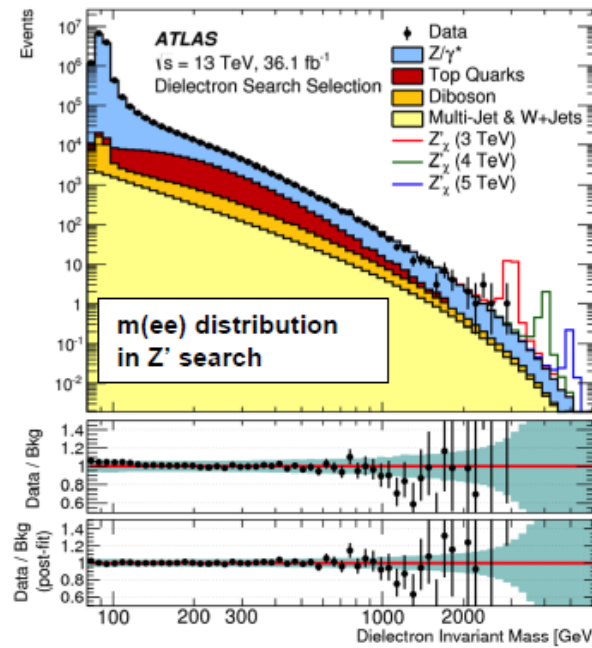 Events
ATLAS
√s = 13 TeV, 36.1 fb⁻¹
Dielectron Search Selection
Data
Z/γ*
Top Quarks
Diboson
Multi-Jet & W+Jets
Z'χ (3 TeV)
Z'χ (4 TeV)
Z'χ (5 TeV)
10⁷
10⁶
10⁵
10⁴
10³
10²
10
1
10⁻¹
10⁻²
m(ee) distribution
in Z' search
Data / Bkg
1.4
1.2
1
0.8
0.6
Data / Bkg
(post-fit)
1.4
1.2
1
0.8
0.6
100 200 300 1000 2000
Dielectron Invariant Mass [GeV